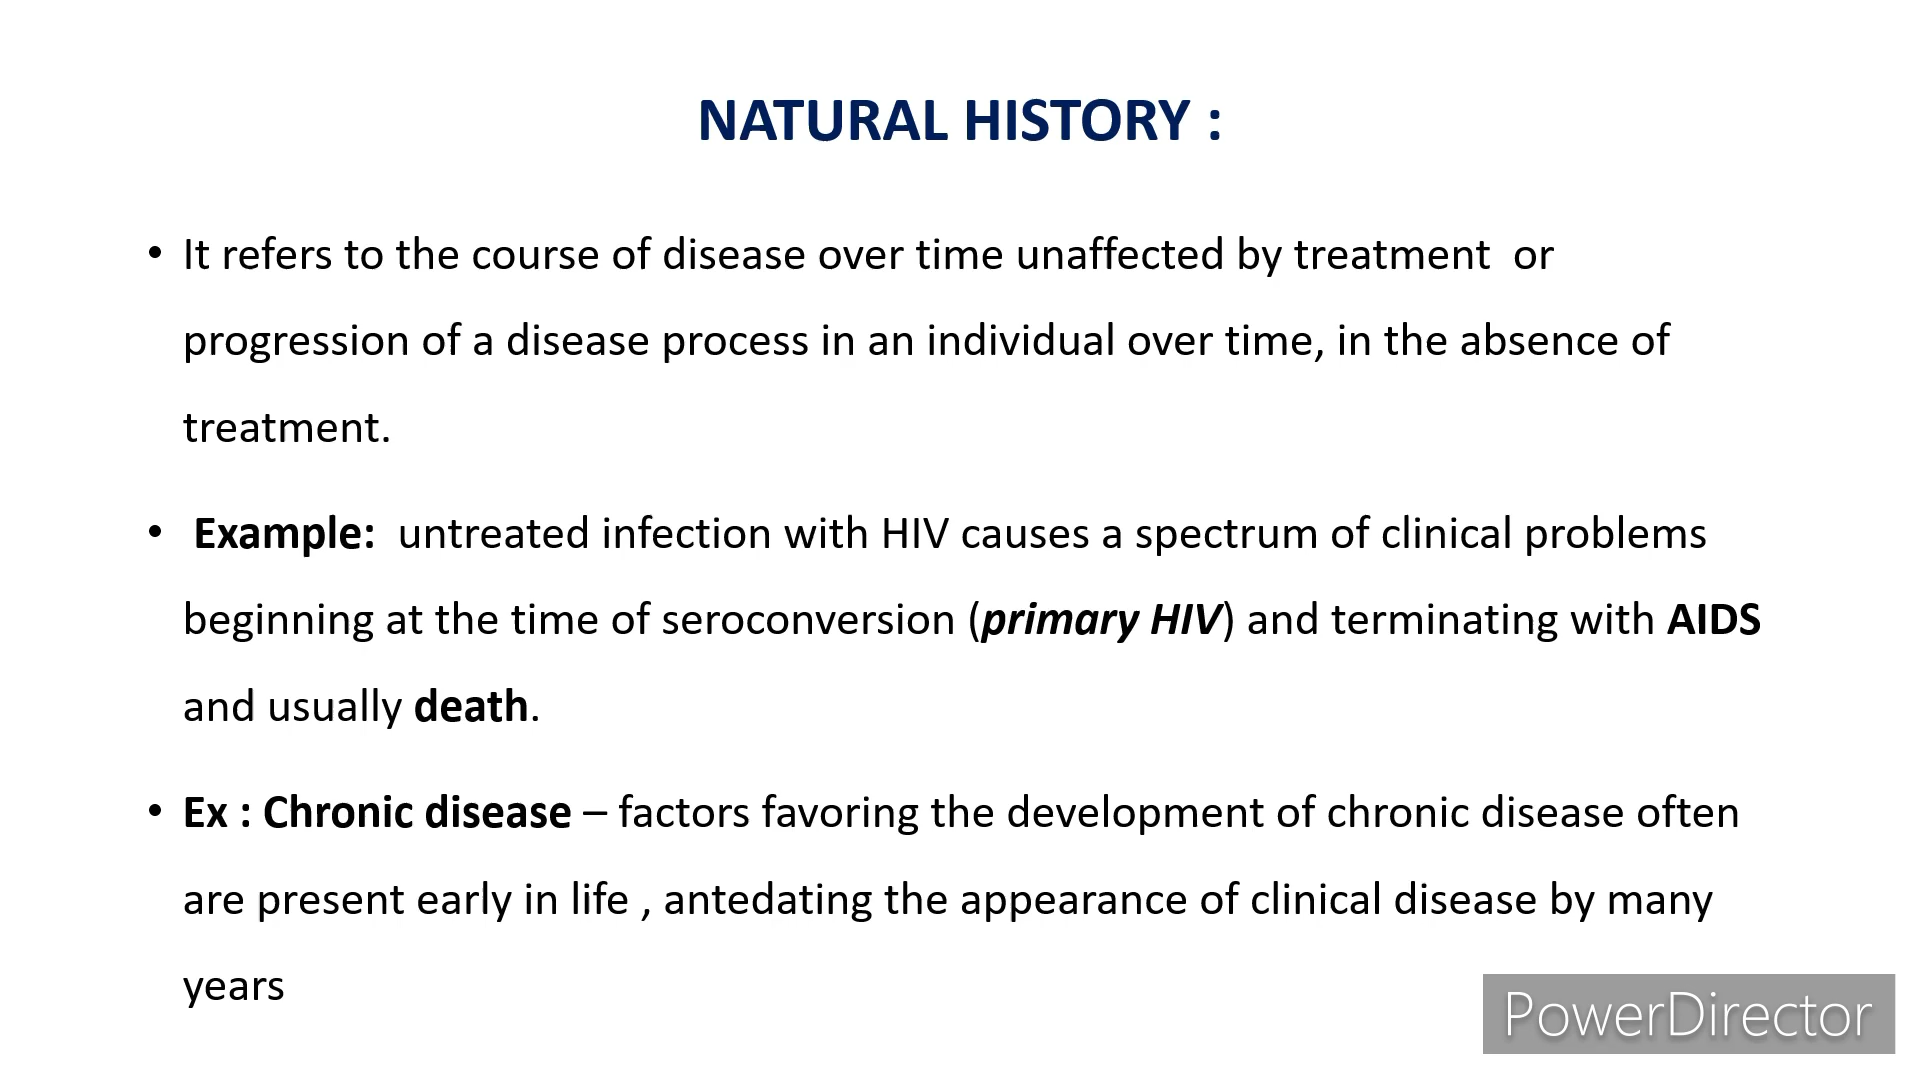 NATURAL HISTORY :
• It refers to the course of disease over time unaffected by treatment  or
progression of a disease process in an individual over time, in the absence of
treatment.
•  Example:  untreated infection with HIV causes a spectrum of clinical problems
beginning at the time of seroconversion (primary HIV) and terminating with AIDS
and usually death.
• Ex : Chronic disease – factors favoring the development of chronic disease often
are present early in life , antedating the appearance of clinical disease by many
years
PowerDirector